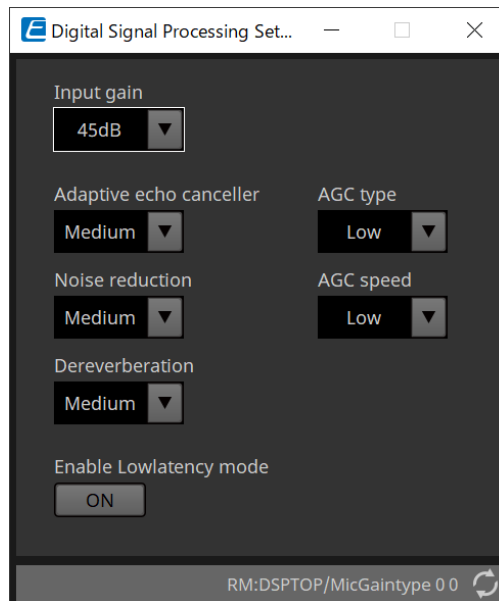 Digital Signal Processing Set...
Input gain
45dB
Adaptive echo canceller
Medium
AGC type
Low
Noise reduction
Medium
AGC speed
Low
Dereverberation
Medium
Enable Lowlatency mode
ON
RM:DSPTOP/MicGaintype 0 0